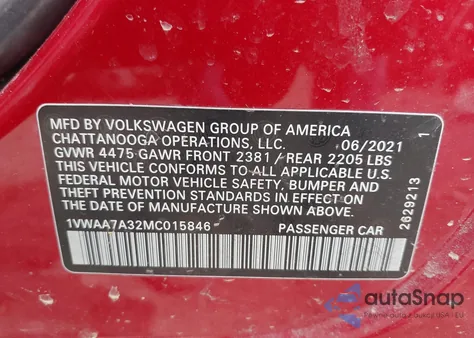 MFD BY VOLKSWAGEN GROUP OF AMERICA
CHATTANOOGA OPERATIONS, LLC. 06/2021
GVWR 4475 GAWR FRONT 2381 / REAR 2205 LBS
THIS VEHICLE CONFORMS TO ALL APPLICABLE U.S.
FEDERAL MOTOR VEHICLE SAFETY, BUMPER AND
THEFT PREVENTION STANDARDS IN EFFECT ON
THE DATE OF MANUFACTURE SHOWN ABOVE.
1VWAA7A32MC015846 PASSENGER CAR
2829213 1
autoSnap